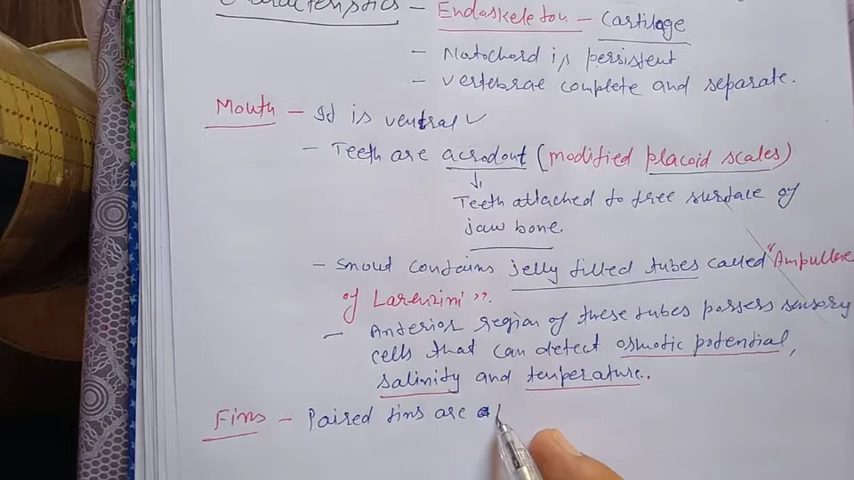 Characteristics - Endoskeleton - Cartilage
- Notochord is persistent
- Vertebrae complete and separate.
Mouth - It is ventral ✓
- Teeth are acrodout (modified placoid scales)
↓
Teeth attached to free surface of
jaw bone.
- Snout contains jelly filled tubes called "Ampullae
of Lorenzini".
- Anterior region of these tubes possess sensory
cells that can detect osmotic potential,
salinity and temperature.
Fins - Paired fins are